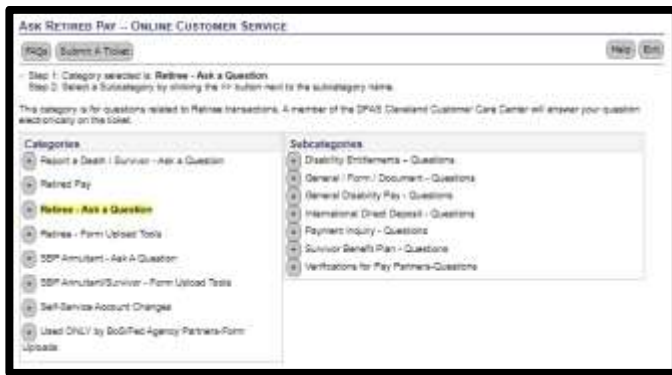 ASK RETIRED PAY – ONLINE CUSTOMER SERVICE
FAQs Submit A Ticket Help Exit
Step 1: Category selected is: Retiree - Ask a Question
Step 2: Select a Subcategory by clicking the >> button next to the subcategory name.
This category is for questions related to Retiree transactions. A member of the DFAS Cleveland Customer Care Center will answer your question
electronically on the ticket.
Categories
Report a Death / Survivor - Ask a Question
Retired Pay
Retiree - Ask a Question
Retiree - Form Upload Tools
SBP Annuitant - Ask A Question
SBP Annuitant/Survivor - Form Upload Tools
Self-Service Account Changes
Used ONLY by BoS/Fed Agency Partners-Form
Uploads
Subcategories
Disability Entitlements – Questions
General / Form / Document - Questions
General Disability Pay - Questions
International Direct Deposit - Questions
Payment Inquiry - Questions
Survivor Benefit Plan - Questions
Verifications for Pay Partners-Questions